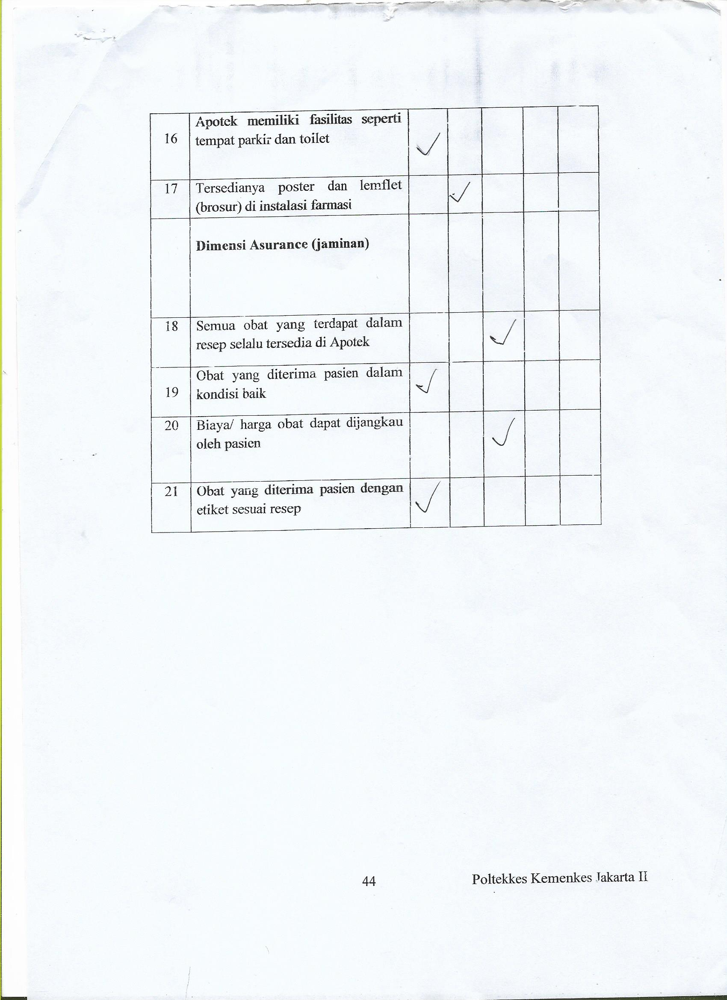 Apotek memiliki fasilitas seperti
16
tempat parkir dan toilet
✓
17 Tersedianya poster dan lemflet
✓
(brosur) di instalasi farmasi
Dimensi Asurance (jaminan)
18 Semua obat yang terdapat dalam
✓
resep selalu tersedia di Apotek
Obat yang diterima pasien dalam
✓
19 kondisi baik
20 Biaya/ harga obat dapat dijangkau
✓
oleh pasien
21 Obat yang diterima pasien dengan
✓
etiket sesuai resep
44 Poltekkes Kemenkes Jakarta II